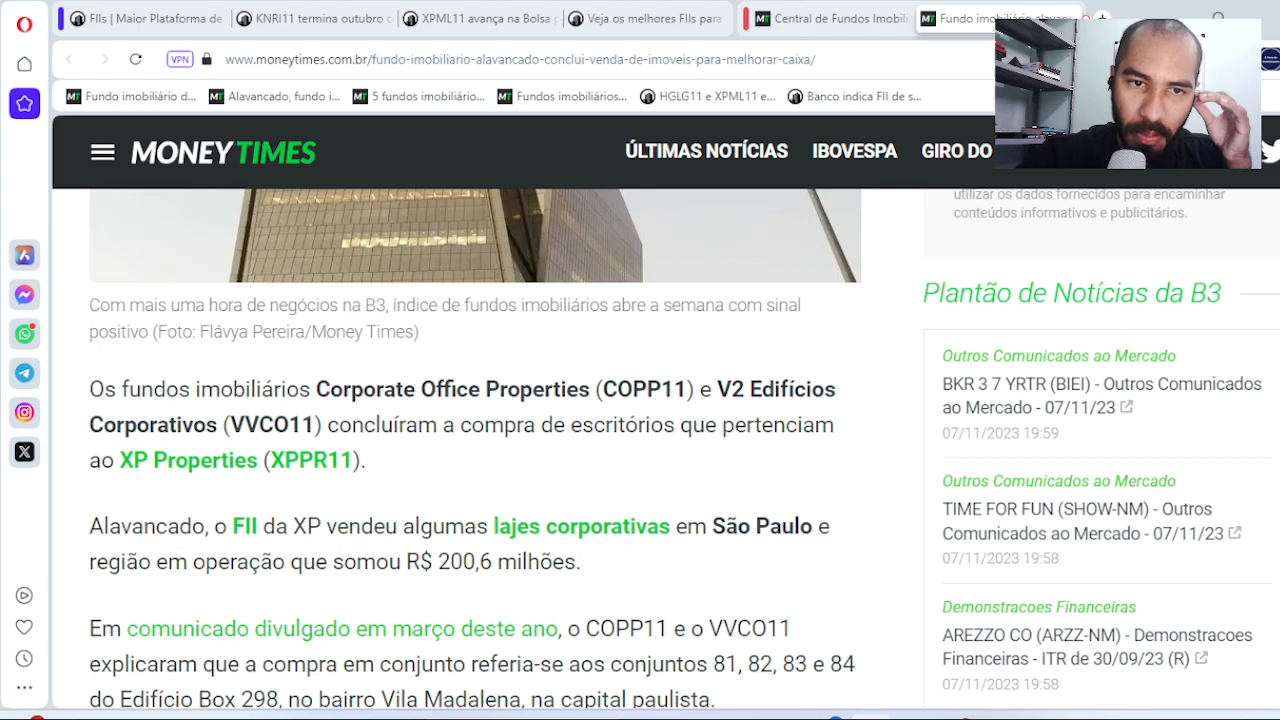 FIIs | Maior Plataforma de
KNRI11 termina outubro c
XPML11 avança na Bolsa p
Veja os melhores FIIs para
Central de Fundos Imobili
Fundo imobiliário alavanc
VPN
www.moneytimes.com.br/fundo-imobiliario-alavancado-conclui-venda-de-imoveis-para-melhorar-caixa/
Fundo imobiliário d...
Alavancado, fundo i...
5 fundos imobiliário...
Fundos imobiliários...
HGLG11 e XPML11 e...
Banco indica FII de s...
MONEY TIMES
ÚLTIMAS NOTÍCIAS
IBOVESPA
GIRO DO
utilizar os dados fornecidos para encaminhar
conteúdos informativos e publicitários.
Com mais uma hora de negócios na B3, índice de fundos imobiliários abre a semana com sinal
positivo (Foto: Flávya Pereira/Money Times)
Os fundos imobiliários Corporate Office Properties (COPP11) e V2 Edifícios
Corporativos (VVCO11) concluíram a compra de escritórios que pertenciam
ao XP Properties (XPPR11).
Alavancado, o FII da XP vendeu algumas lajes corporativas em São Paulo e
região em operação que somou R$ 200,6 milhões.
Em comunicado divulgado em março deste ano, o COPP11 e o VVCO11
explicaram que a compra em conjunto referia-se aos conjuntos 81, 82, 83 e 84
do Edifício Box 298, no bairro Vila Madalena, na capital paulista.
Plantão de Notícias da B3
Outros Comunicados ao Mercado
BKR 3 7 YRTR (BIEI) - Outros Comunicados
ao Mercado - 07/11/23
07/11/2023 19:59
Outros Comunicados ao Mercado
TIME FOR FUN (SHOW-NM) - Outros
Comunicados ao Mercado - 07/11/23
07/11/2023 19:58
Demonstracoes Financeiras
AREZZO CO (ARZZ-NM) - Demonstracoes
Financeiras - ITR de 30/09/23 (R)
07/11/2023 19:58